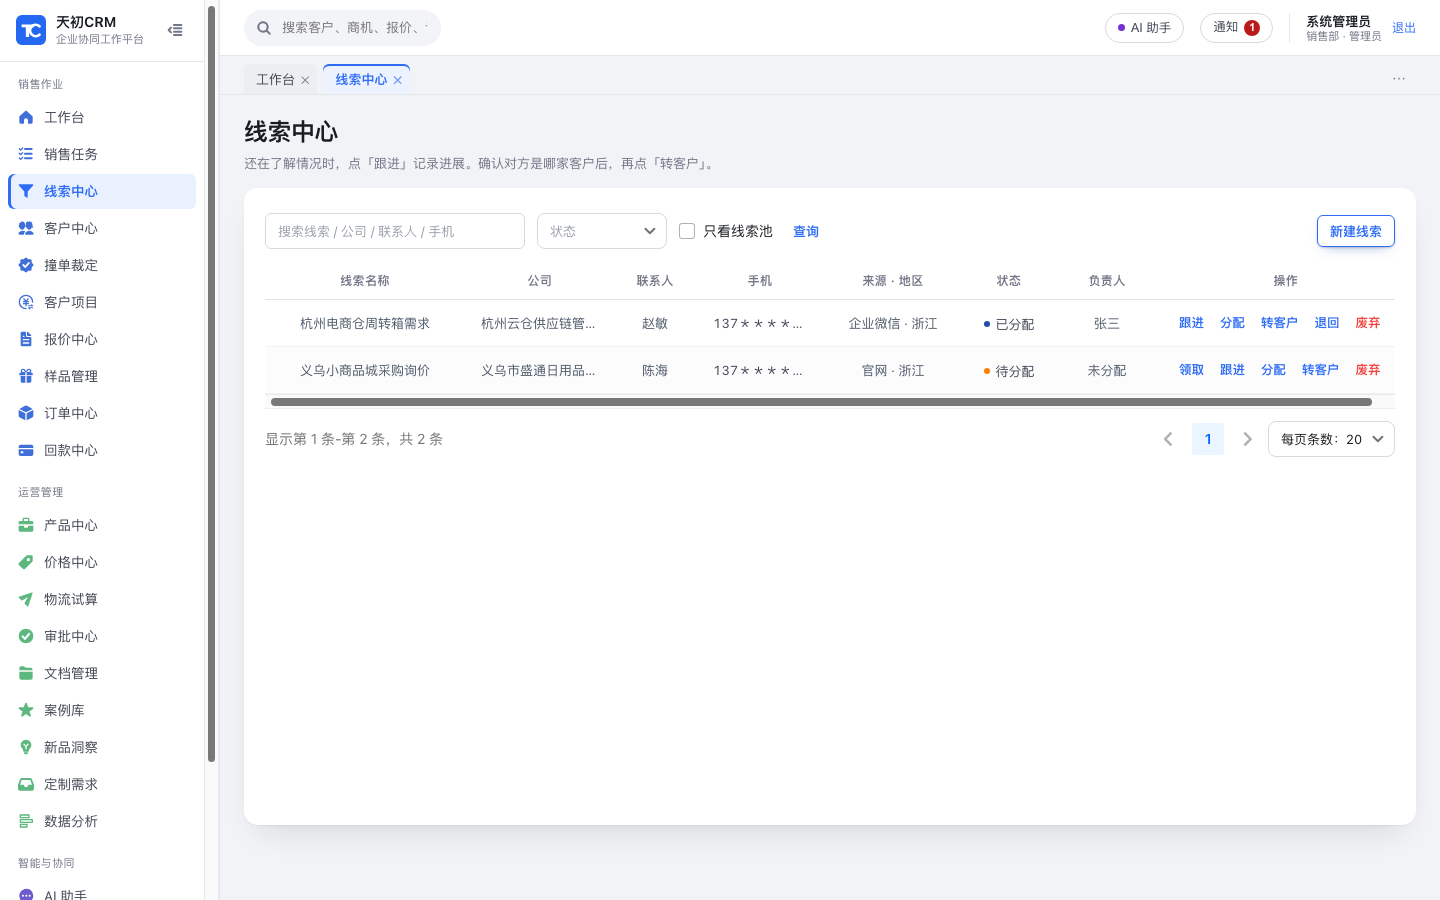 天初CRM
企业协同工作平台
搜索客户、商机、报价、
AI 助手
通知 1
系统管理员
销售部 · 管理员
退出
工作台
线索中心
···
销售作业
工作台
销售任务
线索中心
客户中心
撞单裁定
客户项目
报价中心
样品管理
订单中心
回款中心
运营管理
产品中心
价格中心
物流试算
审批中心
文档管理
案例库
新品洞察
定制需求
数据分析
智能与协同
AI 助手
线索中心
还在了解情况时，点「跟进」记录进展。确认对方是哪家客户后，再点「转客户」。
搜索线索 / 公司 / 联系人 / 手机
状态
只看线索池
查询
新建线索
线索名称 公司 联系人 手机 来源 · 地区 状态 负责人 操作
杭州电商仓周转箱需求 杭州云仓供应链管... 赵敏 137****... 企业微信 · 浙江 已分配 张三 跟进 分配 转客户 退回 废弃
义乌小商品城采购询价 义乌市盛通日用品... 陈海 137****... 官网 · 浙江 待分配 未分配 领取 跟进 分配 转客户 废弃
显示第 1 条-第 2 条，共 2 条
1
每页条数：20